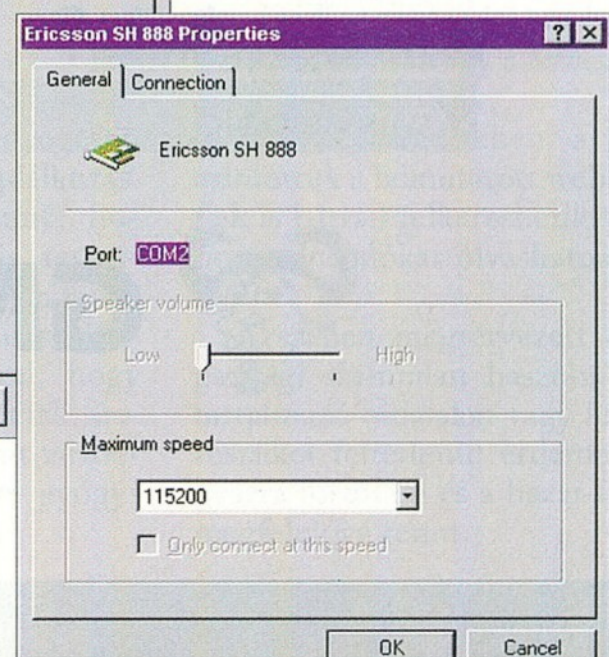 Ericsson SH 888 Properties
General Connection
Ericsson SH 888
Port: COM2
Speaker volume
Low High
Maximum speed
115200
Only connect at this speed
OK Cancel